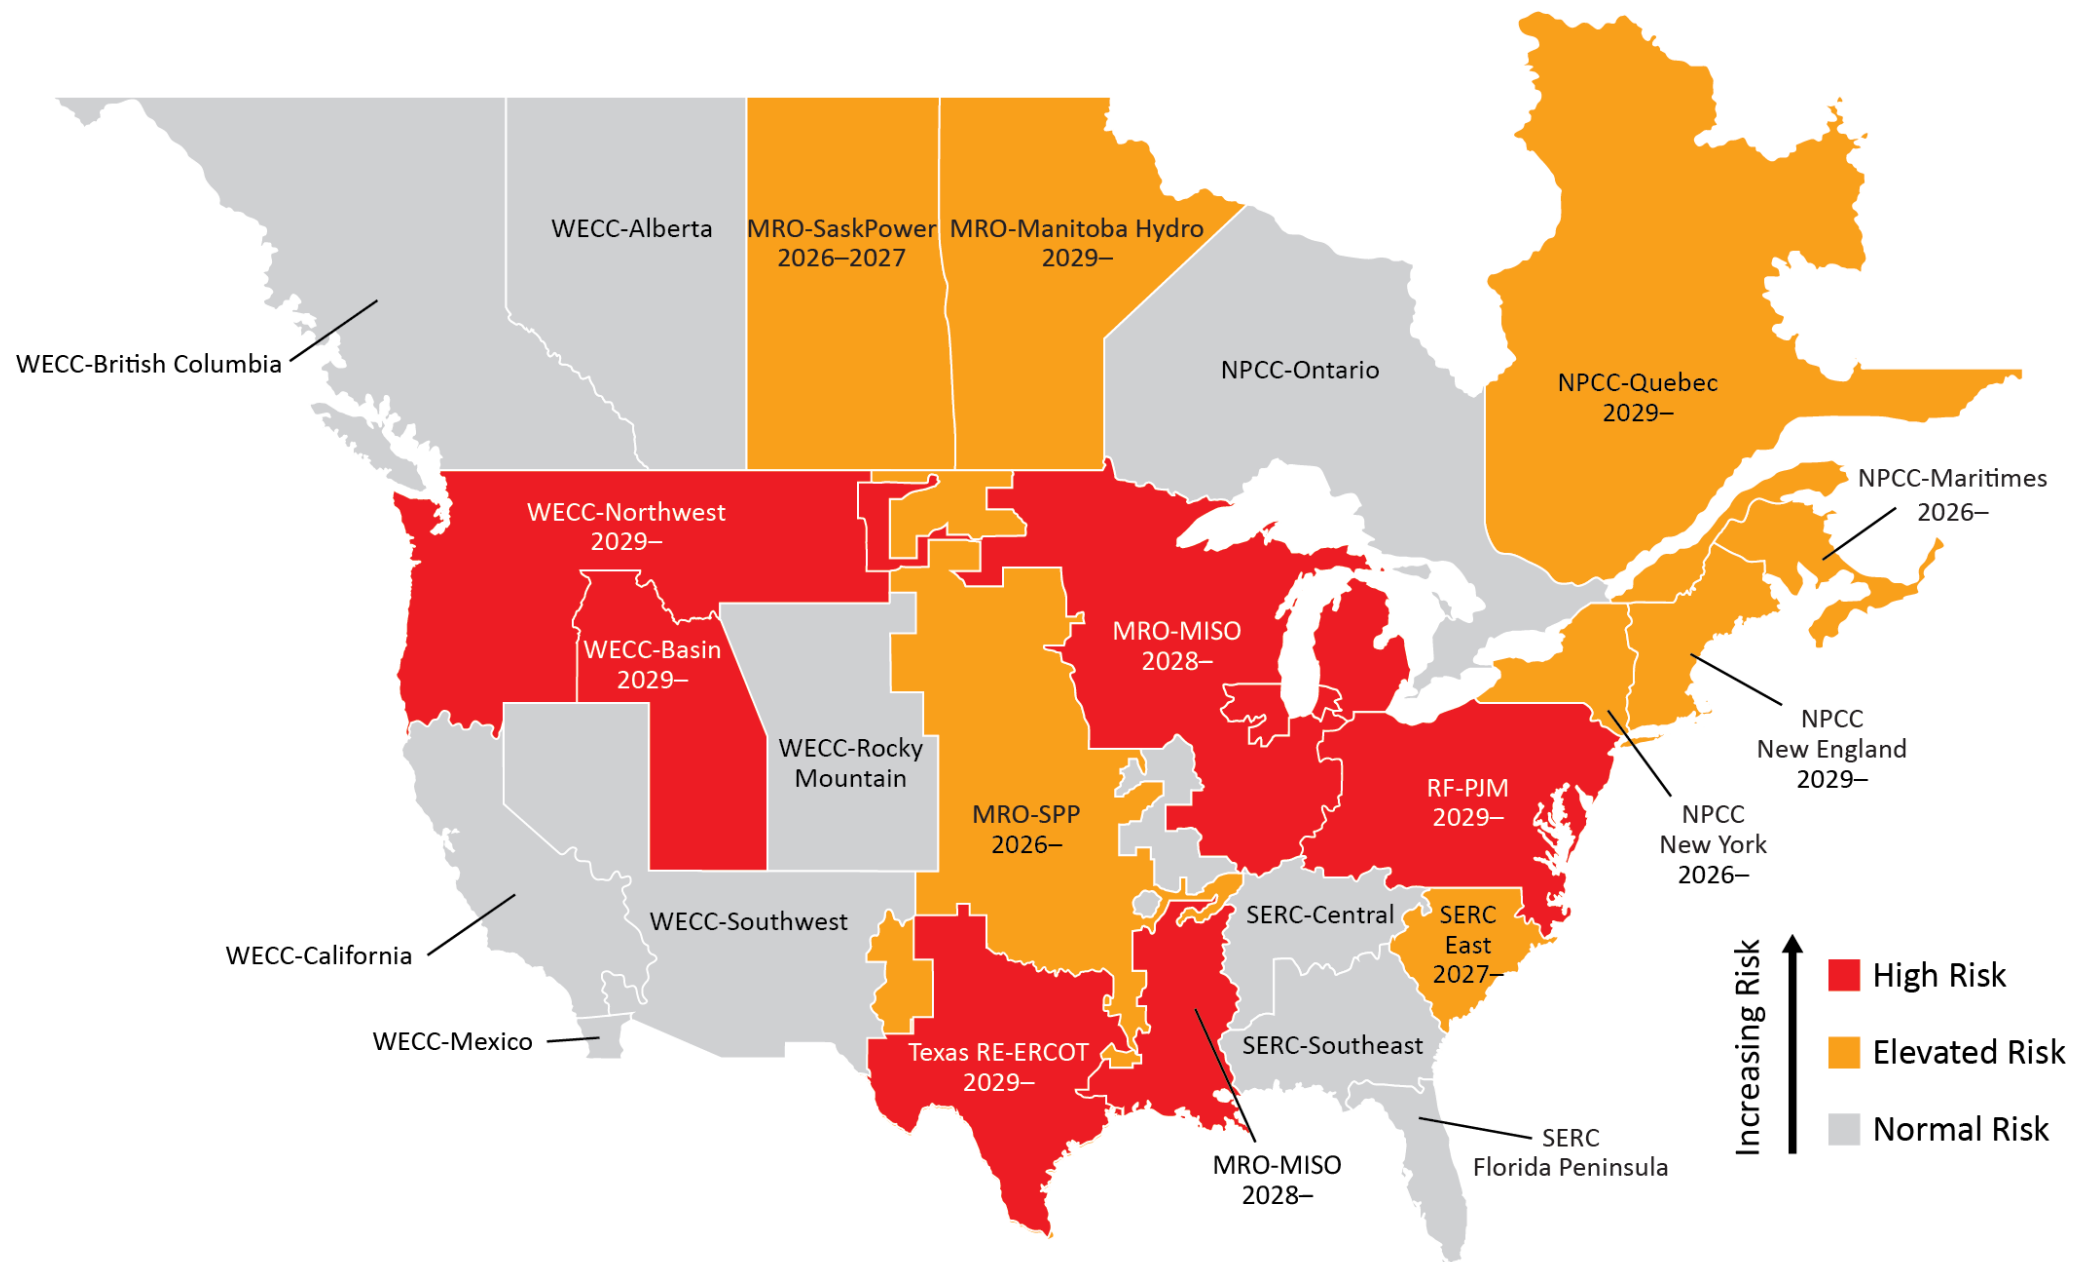 WECC-Alberta
MRO-SaskPower
2026–2027
MRO-Manitoba Hydro
2029–
WECC-British Columbia
NPCC-Ontario
NPCC-Quebec
2029–
NPCC-Maritimes
2026–
WECC-Northwest
2029–
WECC-Basin
2029–
MRO-MISO
2028–
NPCC
New England
2029–
WECC-Rocky
Mountain
MRO-SPP
2026–
RF-PJM
2029–
NPCC
New York
2026–
WECC-California
WECC-Southwest
SERC-Central
SERC
East
2027–
WECC-Mexico
Texas RE-ERCOT
2029–
SERC-Southeast
MRO-MISO
2028–
SERC
Florida Peninsula
Increasing Risk
High Risk
Elevated Risk
Normal Risk